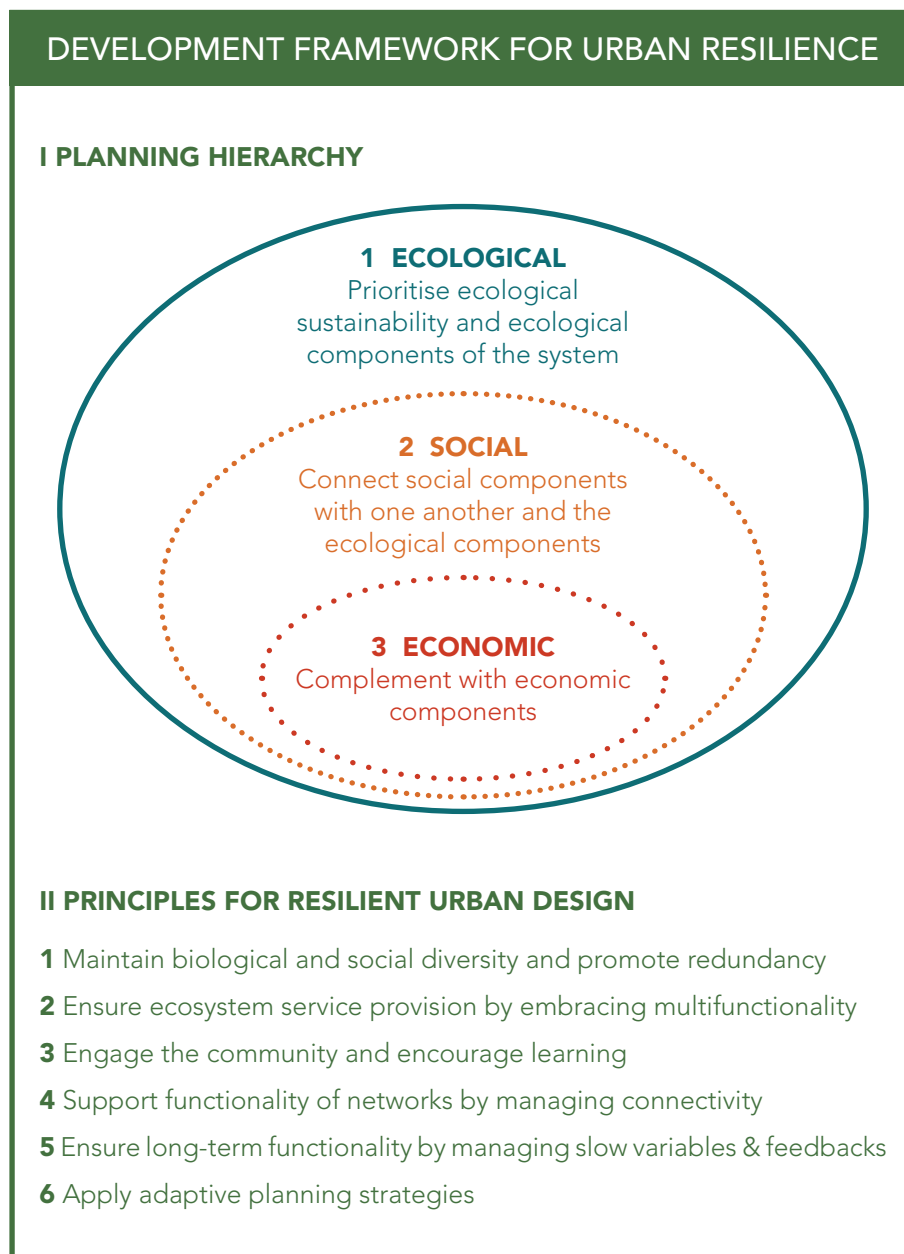 DEVELOPMENT FRAMEWORK FOR URBAN RESILIENCE
I PLANNING HIERARCHY
1 ECOLOGICAL
Prioritise ecological
sustainability and ecological
components of the system
2 SOCIAL
Connect social components
with one another and the
ecological components
3 ECONOMIC
Complement with economic
components
II PRINCIPLES FOR RESILIENT URBAN DESIGN
1 Maintain biological and social diversity and promote redundancy
2 Ensure ecosystem service provision by embracing multifunctionality
3 Engage the community and encourage learning
4 Support functionality of networks by managing connectivity
5 Ensure long-term functionality by managing slow variables & feedbacks
6 Apply adaptive planning strategies